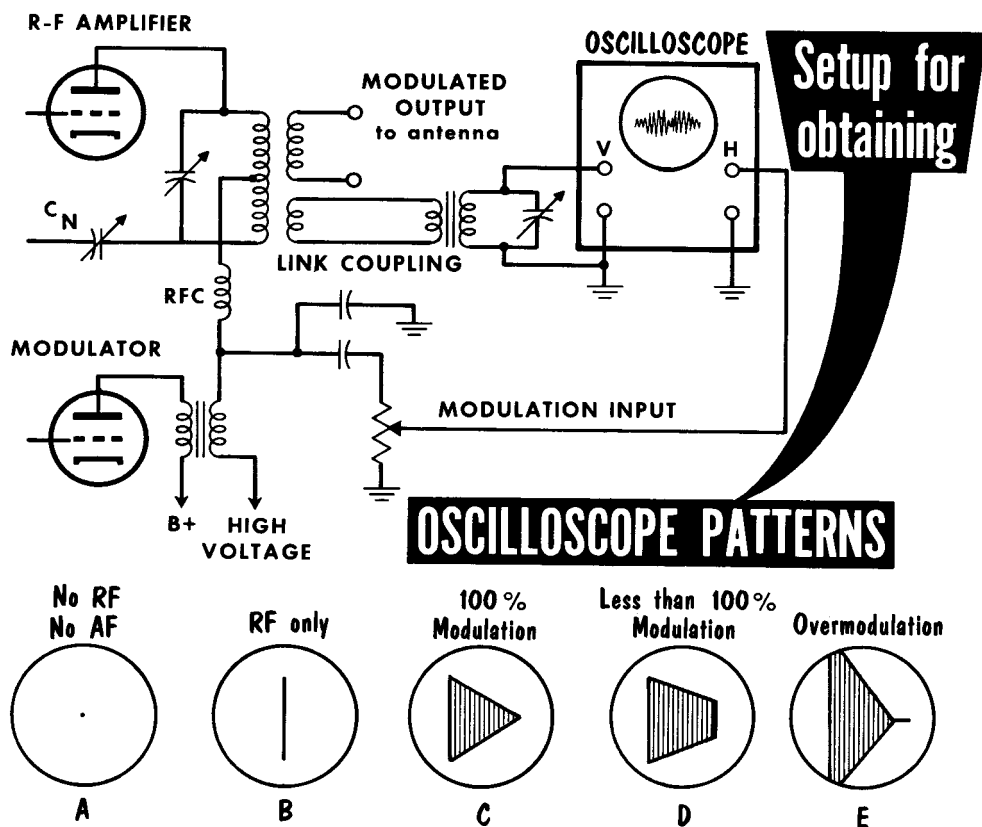 R-F AMPLIFIER
MODULATED
OUTPUT
to antenna
OSCILLOSCOPE
V
H
Setup for
obtaining
CN
LINK COUPLING
RFC
MODULATOR
MODULATION INPUT
B+
HIGH
VOLTAGE
OSCILLOSCOPE PATTERNS
No RF
No AF
RF only
100%
Modulation
Less than 100%
Modulation
Overmodulation
A
B
C
D
E